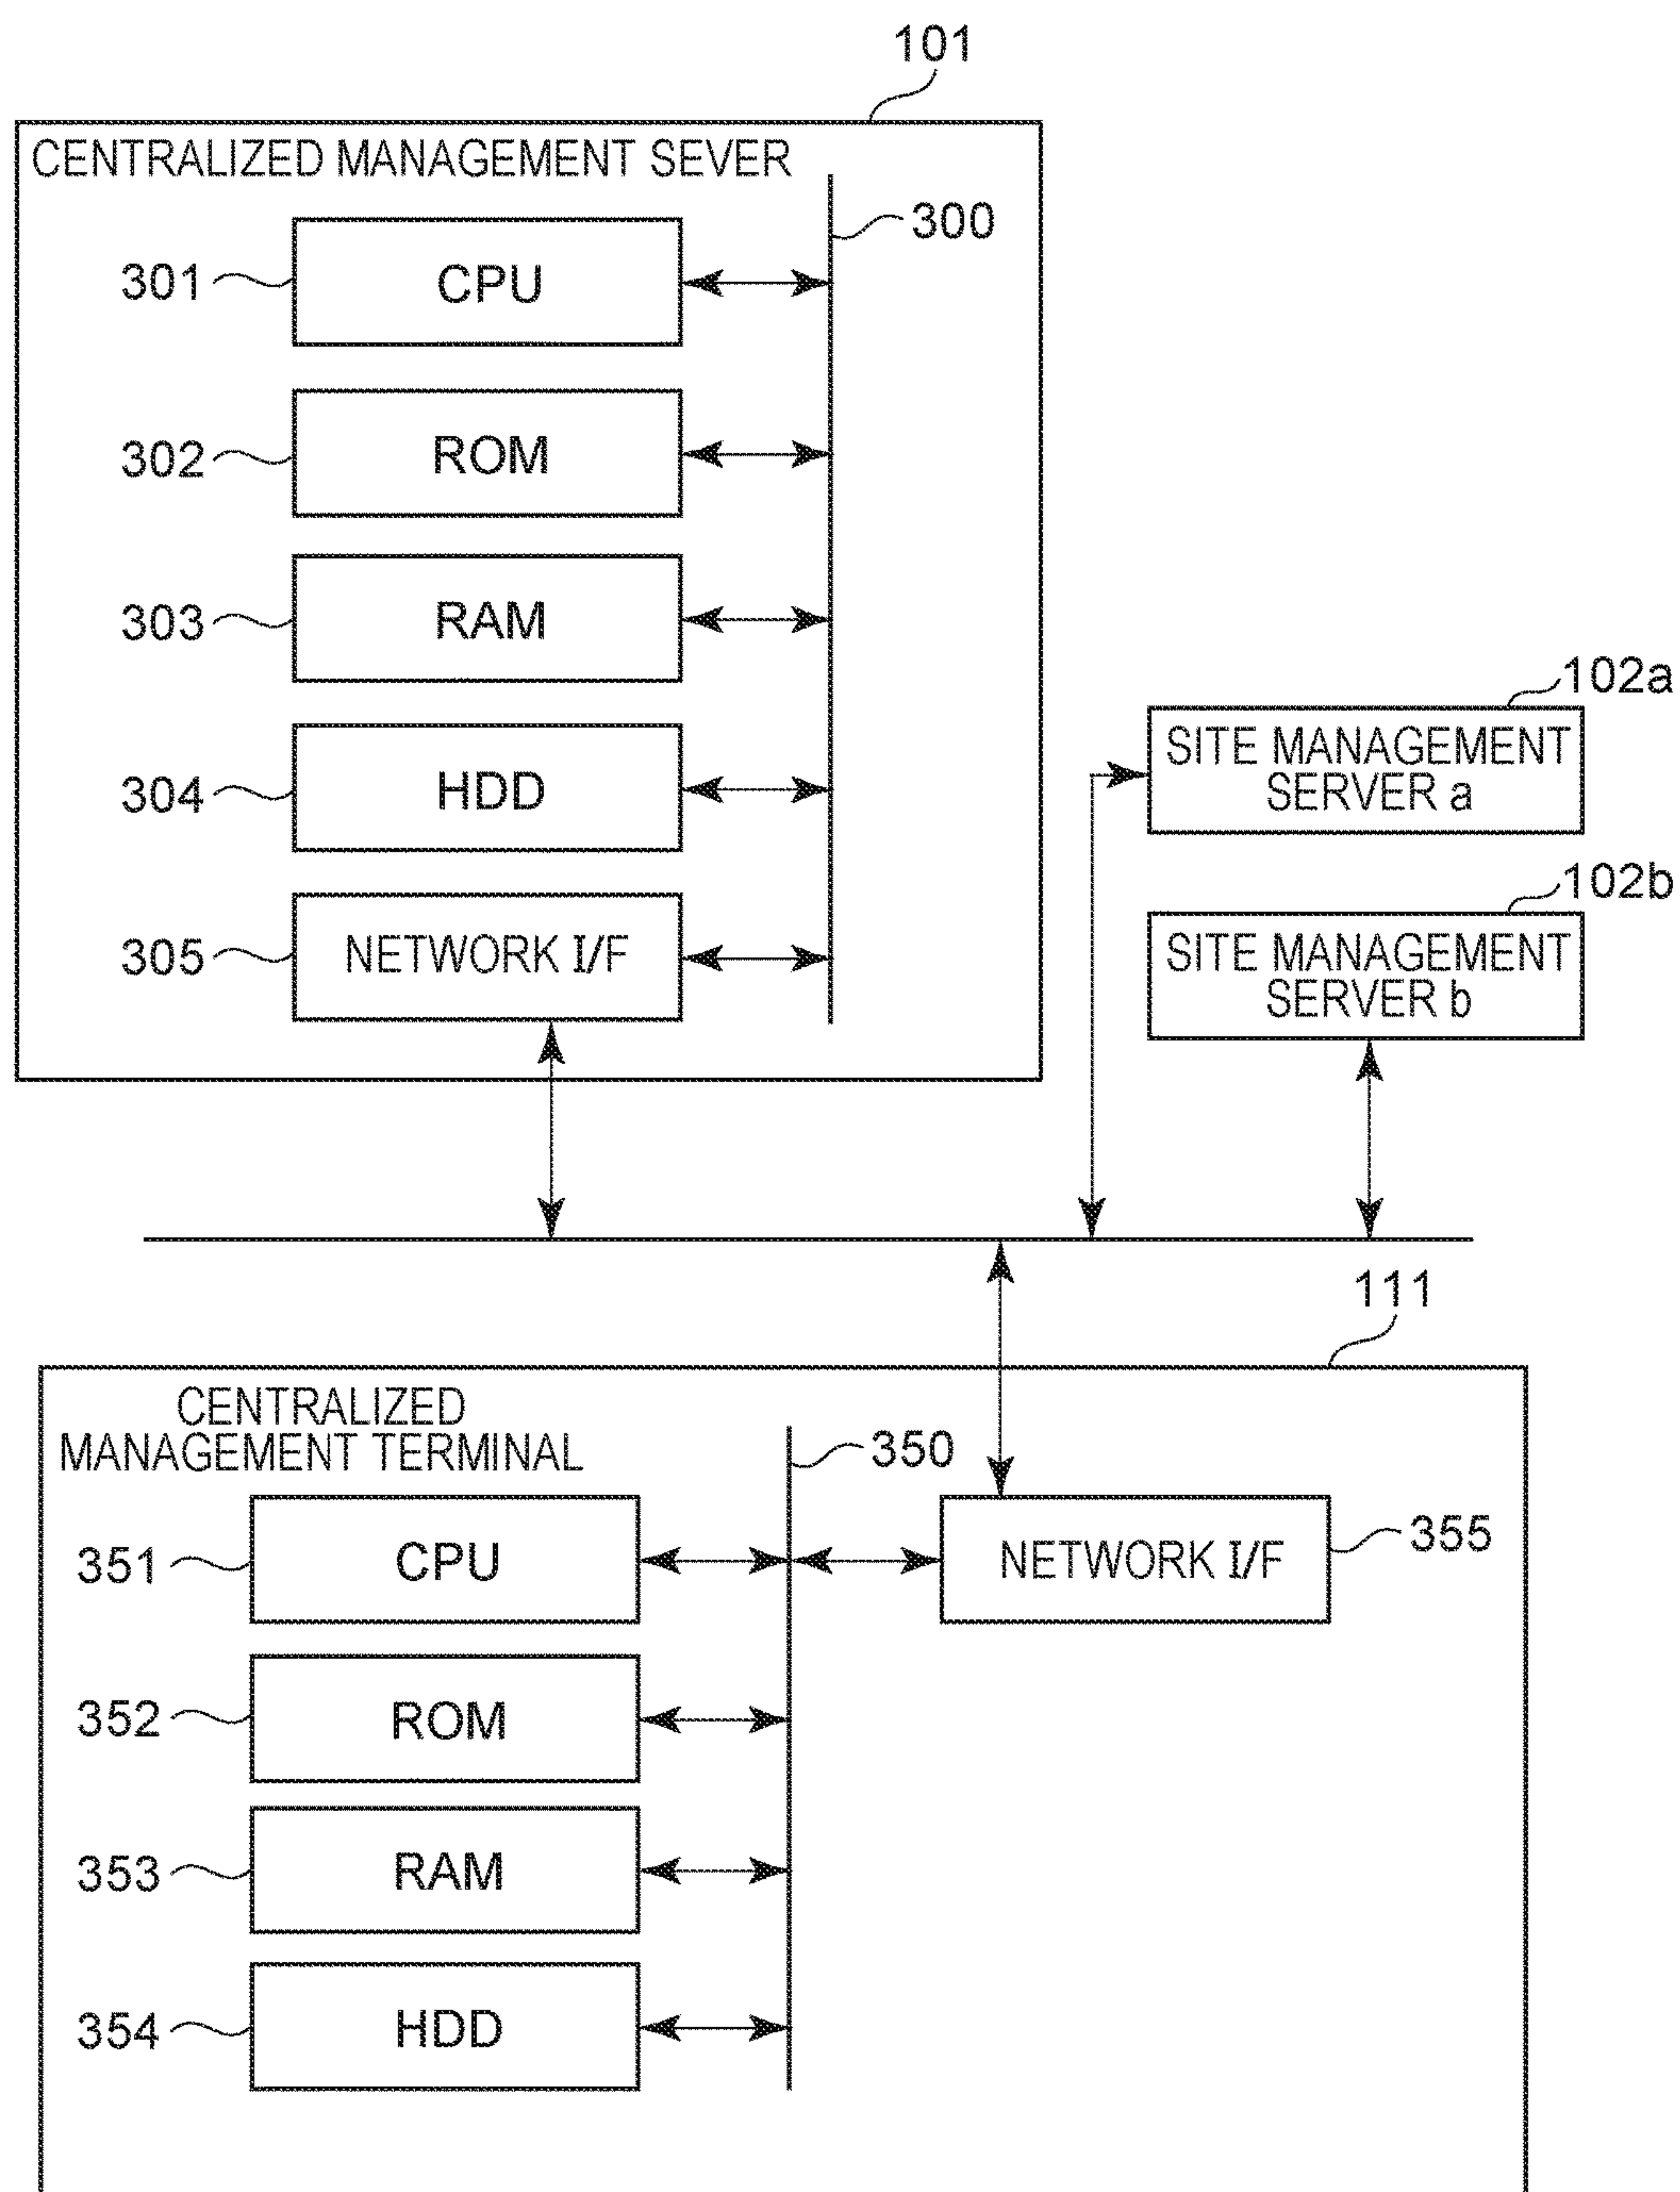 101
CENTRALIZED MANAGEMENT SEVER
300
301
CPU
302
ROM
303
RAM
304
HDD
305
NETWORK I/F
102a
SITE MANAGEMENT
SERVER a
102b
SITE MANAGEMENT
SERVER b
111
CENTRALIZED
MANAGEMENT TERMINAL
350
351
CPU
NETWORK I/F
355
352
ROM
353
RAM
354
HDD